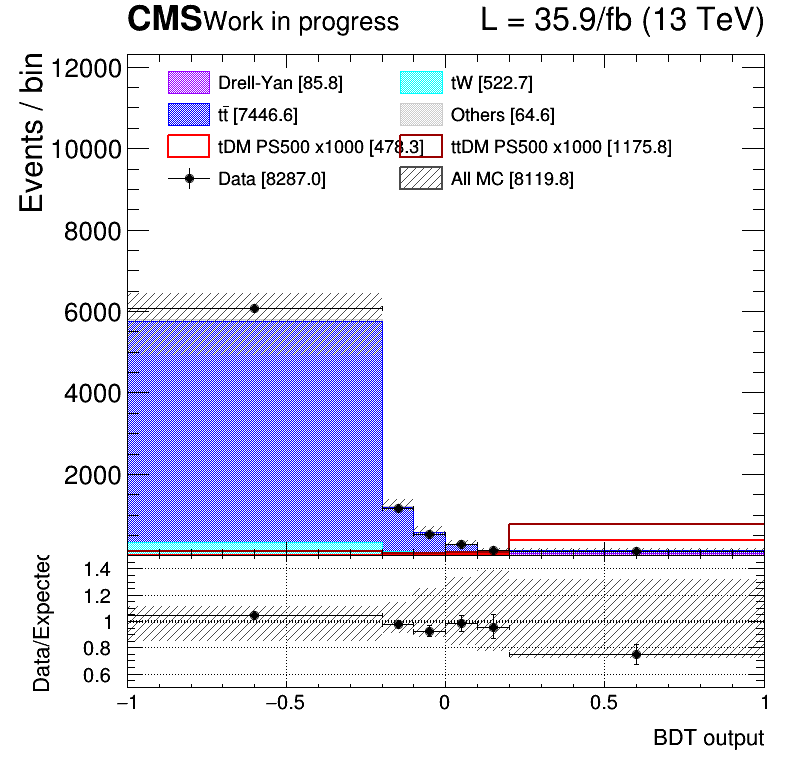 CMS Work in progress L = 35.9/fb (13 TeV)
Events / bin
12000
10000
8000
6000
4000
2000
Drell-Yan [85.8] tW [522.7]
tt̄ [7446.6] Others [64.6]
tDM PS500 x1000 [478.3] ttDM PS500 x1000 [1175.8]
Data [8287.0] All MC [8119.8]
Data/Expected
1.4
1.2
1
0.8
0.6
−1 −0.5 0 0.5 1
BDT output